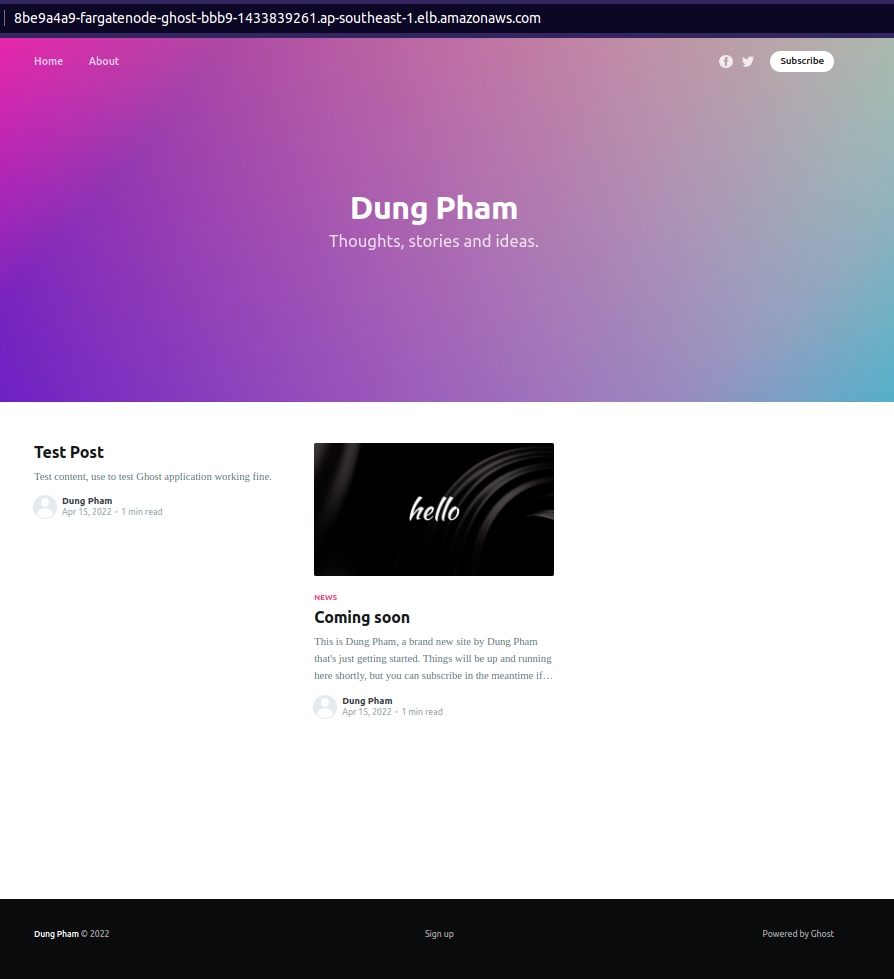 8be9a4a9-fargatenode-ghost-bbb9-1433839261.ap-southeast-1.elb.amazonaws.com
Home About Subscribe
Dung Pham
Thoughts, stories and ideas.
Test Post
Test content, use to test Ghost application working fine.
Dung Pham
Apr 15, 2022 • 1 min read
hello
NEWS
Coming soon
This is Dung Pham, a brand new site by Dung Pham
that's just getting started. Things will be up and running
here shortly, but you can subscribe in the meantime if…
Dung Pham
Apr 15, 2022 • 1 min read
Dung Pham © 2022 Sign up Powered by Ghost